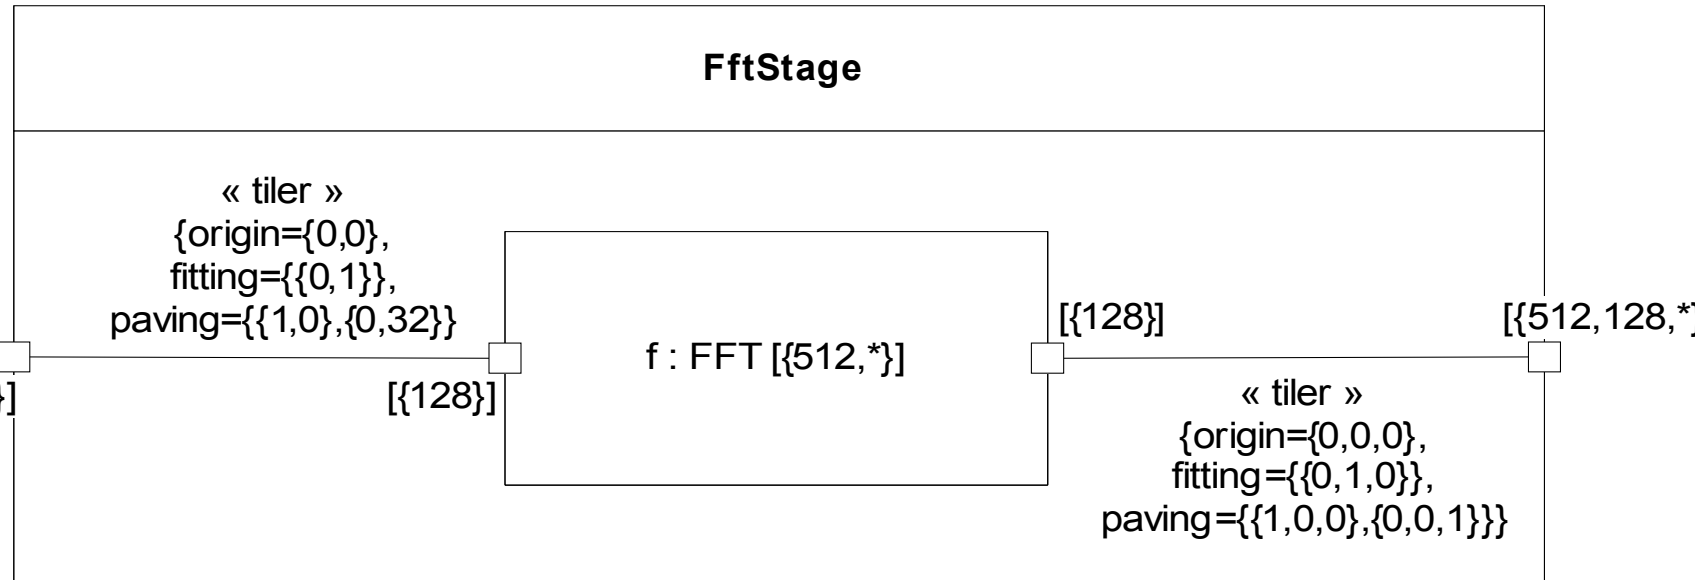 FftStage
« tiler »
{origin={0,0},
fitting={{0,1}},
paving={{1,0},{0,32}}
}]
[{128}]
f : FFT [{512,*}]
[{128}]
[{512,128,*}
« tiler »
{origin={0,0,0},
fitting={{0,1,0}},
paving={{1,0,0},{0,0,1}}}